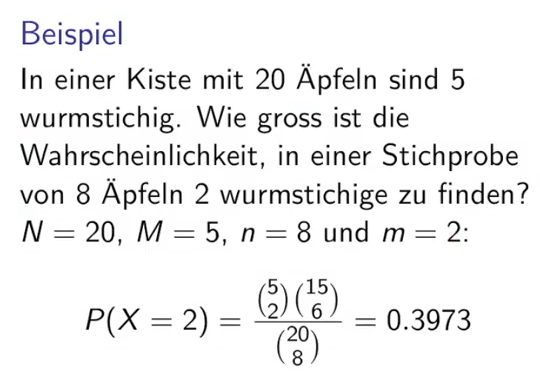 Beispiel
In einer Kiste mit 20 Äpfeln sind 5
wurmstichig. Wie gross ist die
Wahrscheinlichkeit, in einer Stichprobe
von 8 Äpfeln 2 wurmstichige zu finden?
N = 20, M = 5, n = 8 und m = 2:
P(X = 2) = \frac{\binom{5}{2}\binom{15}{6}}{\binom{20}{8}} = 0.3973